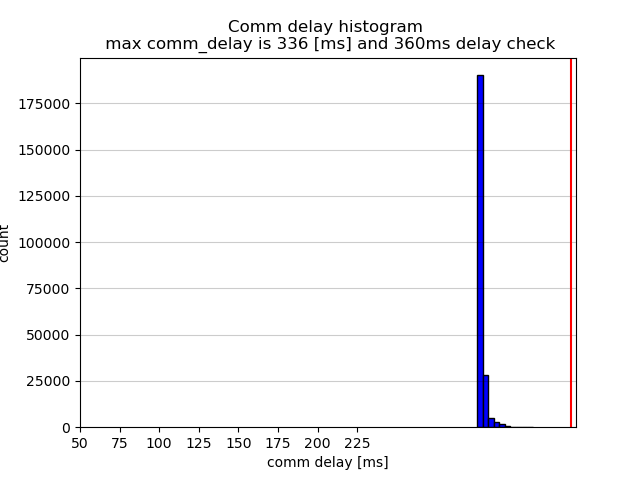 Comm delay histogram
max comm_delay is 336 [ms] and 360ms delay check
175000
150000
125000
100000
75000
50000
25000
0
count
50 75 100 125 150 175 200 225
comm delay [ms]